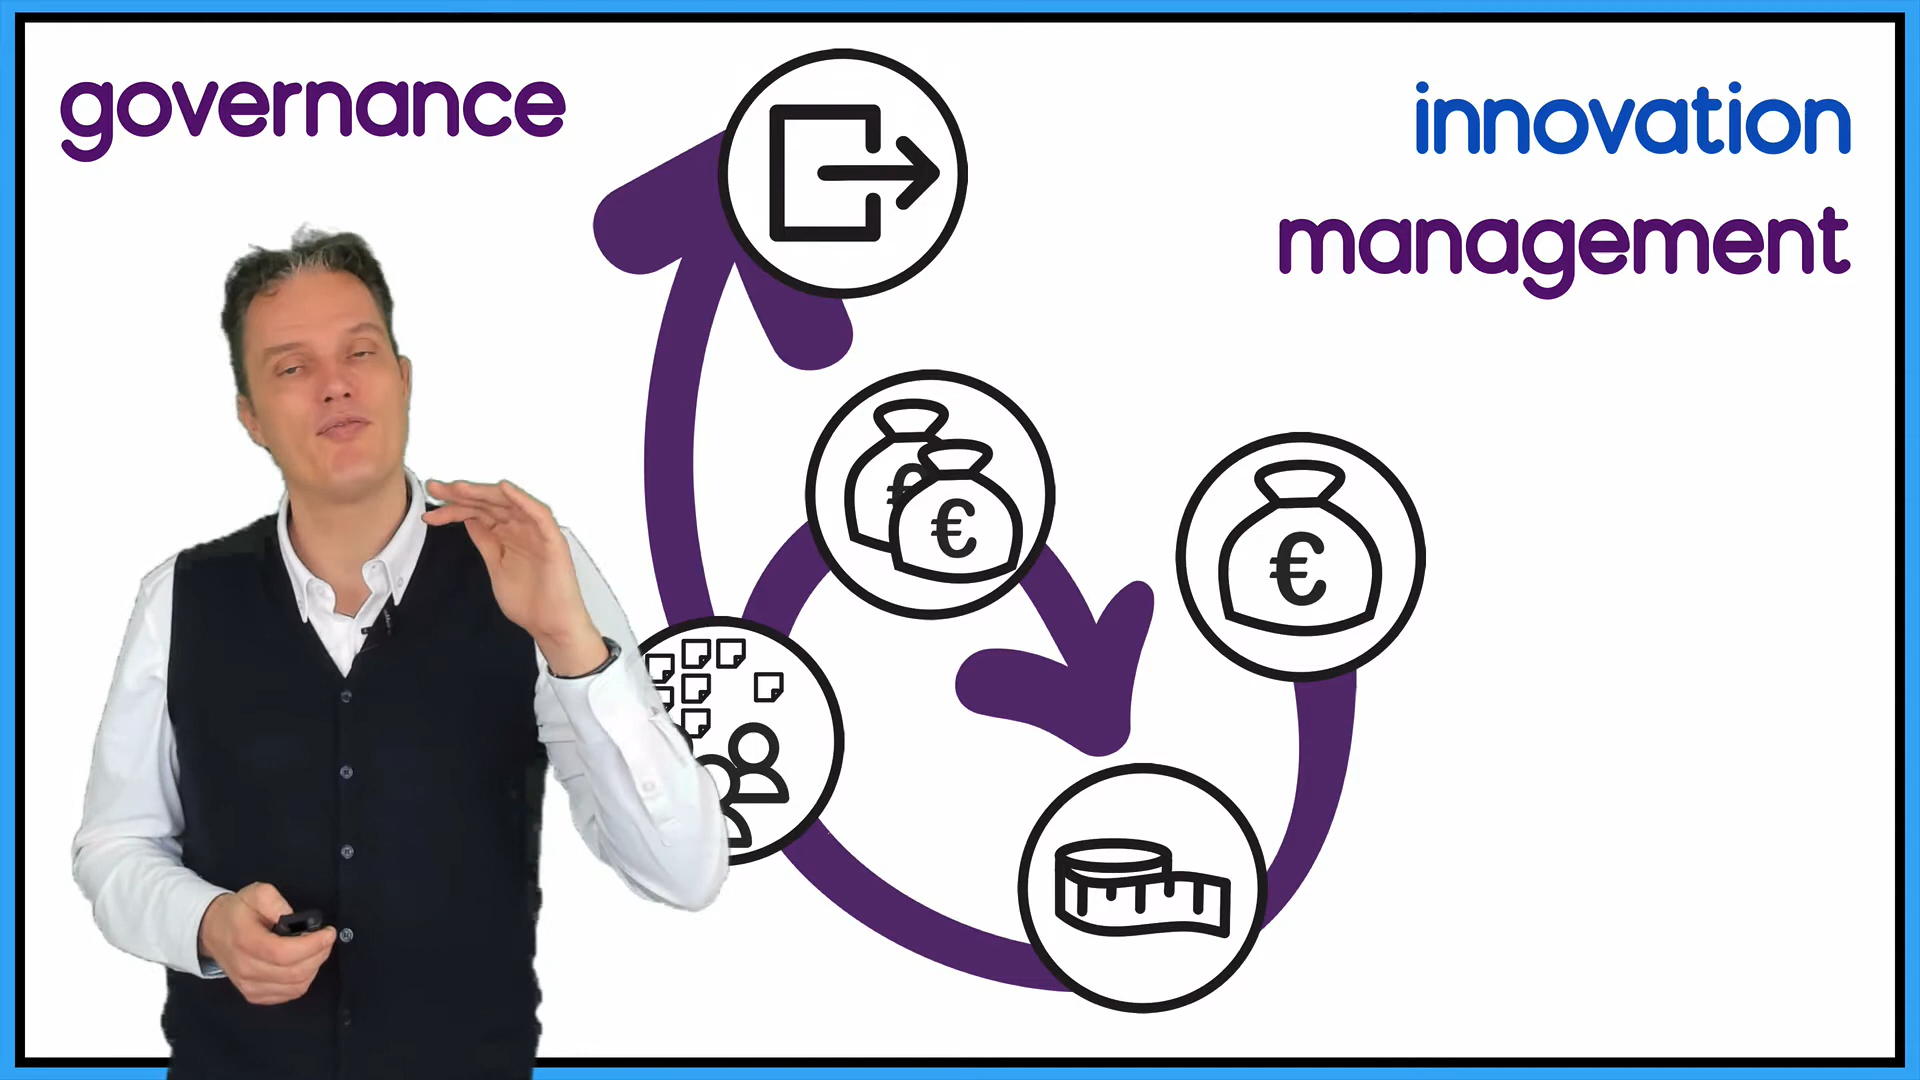 governance
innovation
management
€
€
€